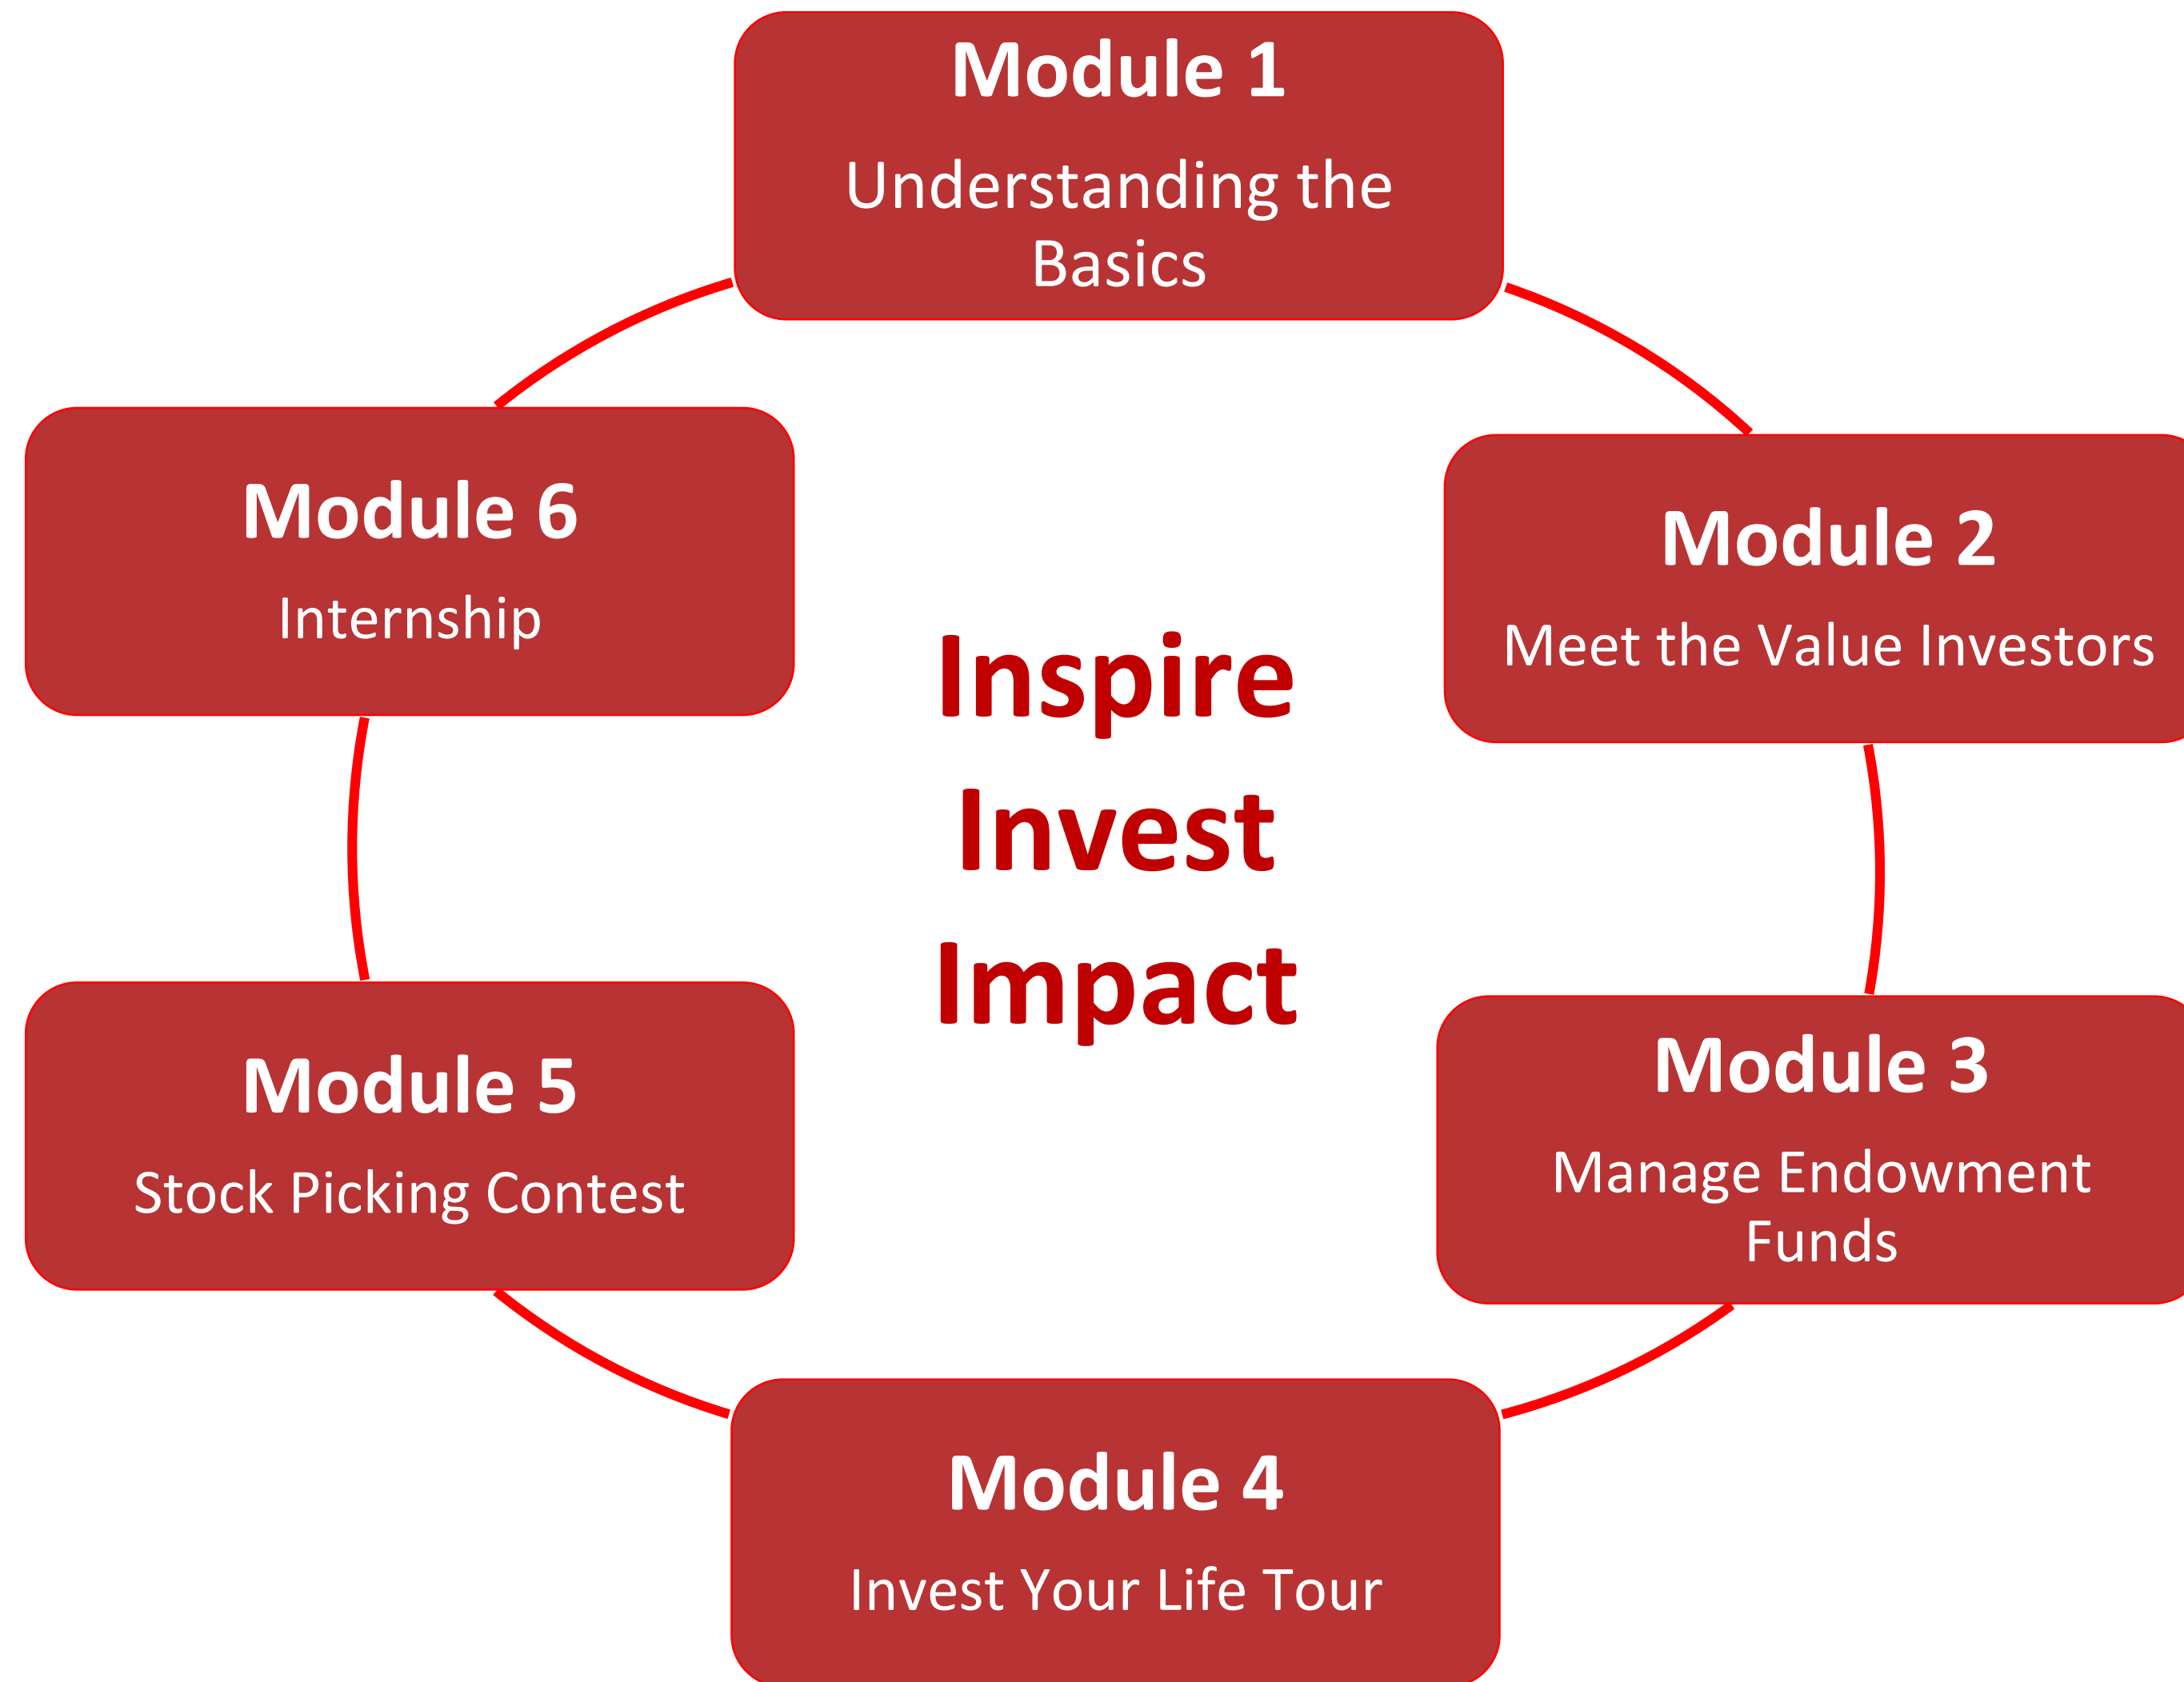 Module 1
Understanding the
Basics
Module 2
Meet the Value Investors
Module 3
Manage Endowment
Funds
Module 4
Invest Your Life Tour
Module 5
Stock Picking Contest
Module 6
Internship
Inspire
Invest
Impact